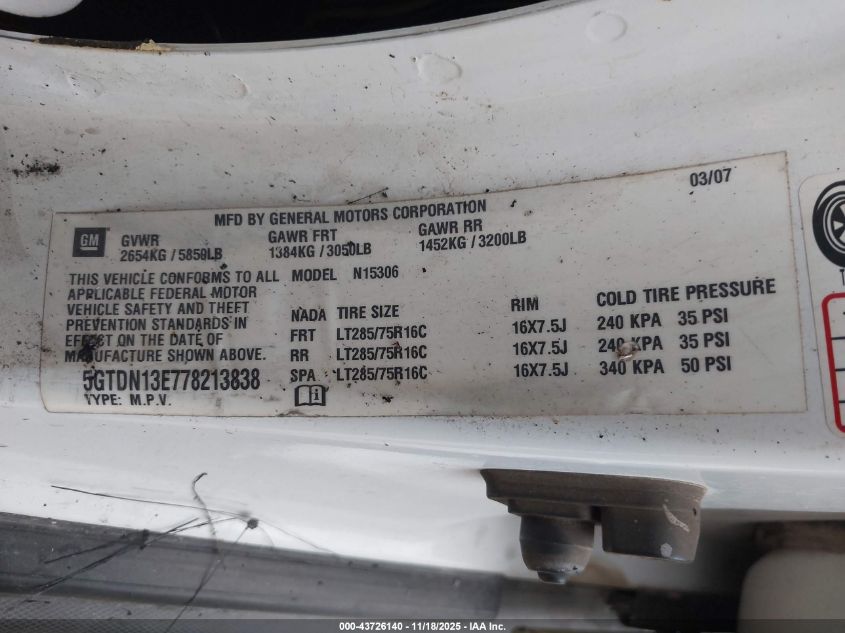 03/07
MFD BY GENERAL MOTORS CORPORATION
GM
GVWR GAWR FRT GAWR RR
2654KG / 5850LB 1384KG / 3050LB 1452KG / 3200LB
THIS VEHICLE CONFORMS TO ALL
APPLICABLE FEDERAL MOTOR
VEHICLE SAFETY AND THEFT
PREVENTION STANDARDS IN
EFFECT ON THE DATE OF
MANUFACTURE SHOWN ABOVE.
5GTDN13E778213838
TYPE: M.P.V.
MODEL N15306
NADA TIRE SIZE RIM COLD TIRE PRESSURE
FRT LT285/75R16C 16X7.5J 240 KPA 35 PSI
RR LT285/75R16C 16X7.5J 240 KPA 35 PSI
SPA LT285/75R16C 16X7.5J 340 KPA 50 PSI
000-43726140 - 11/18/2025 - IAA Inc.